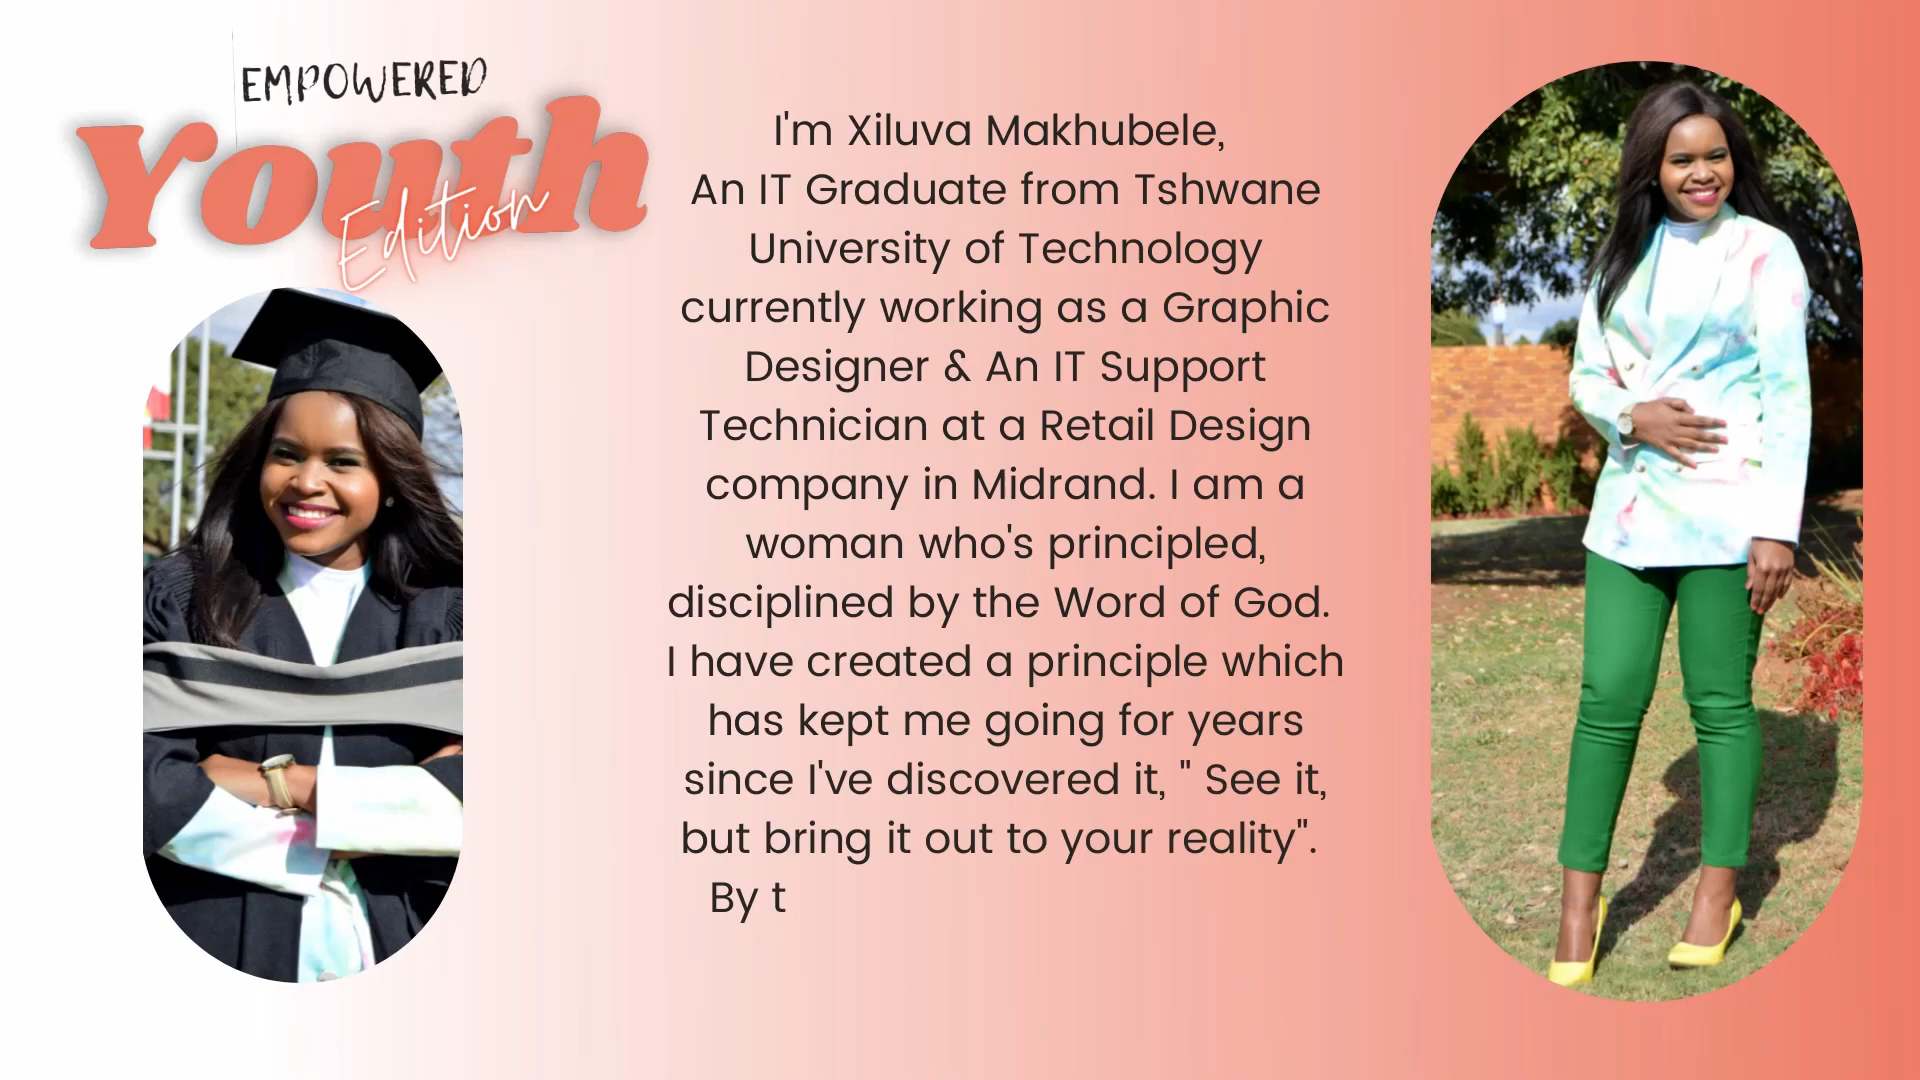 EMPOWERED
Youth
Edition
I'm Xiluva Makhubele,
An IT Graduate from Tshwane
University of Technology
currently working as a Graphic
Designer & An IT Support
Technician at a Retail Design
company in Midrand. I am a
woman who's principled,
disciplined by the Word of God.
I have created a principle which
has kept me going for years
since I've discovered it, " See it,
but bring it out to your reality".
By t